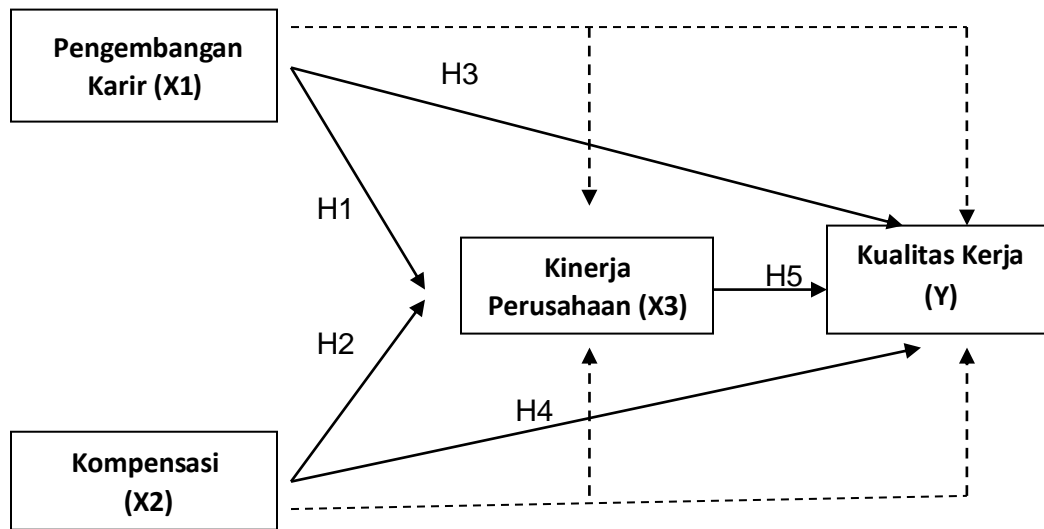 Pengembangan
Karir (X1)
H3
H1
Kinerja
Perusahaan (X3)
H5
Kualitas Kerja
(Y)
H2
H4
Kompensasi
(X2)